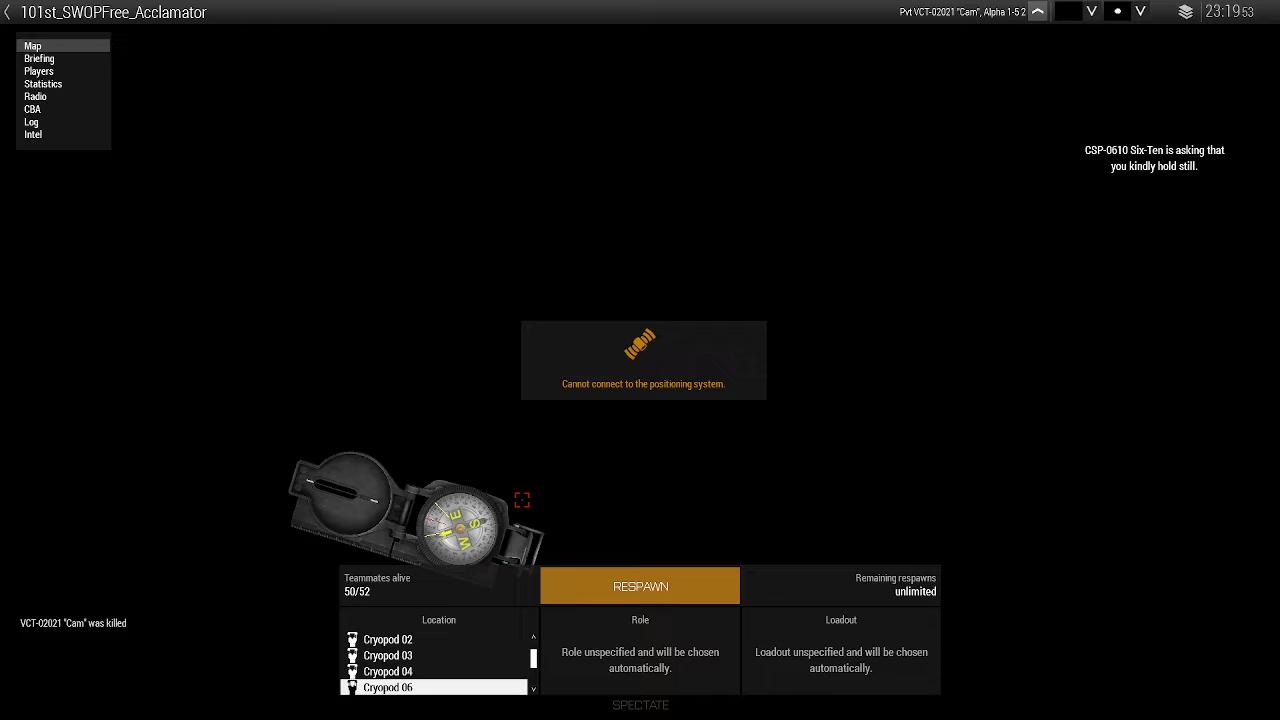 101st_SWOPFree_Acclamator
Pvt VCT-02021 "Cam", Alpha 1-5 2
23:19 53
Map
Briefing
Players
Statistics
Radio
CBA
Log
Intel
CSP-0610 Six-Ten is asking that
you kindly hold still.
Cannot connect to the positioning system.
E
S
W
Teammates alive
50/52
RESPAWN
Remaining respawns
unlimited
VCT-02021 "Cam" was killed
Location
Role
Loadout
Cryopod 02
Cryopod 03
Cryopod 04
Cryopod 06
Role unspecified and will be chosen
automatically.
Loadout unspecified and will be chosen
automatically.
SPECTATE